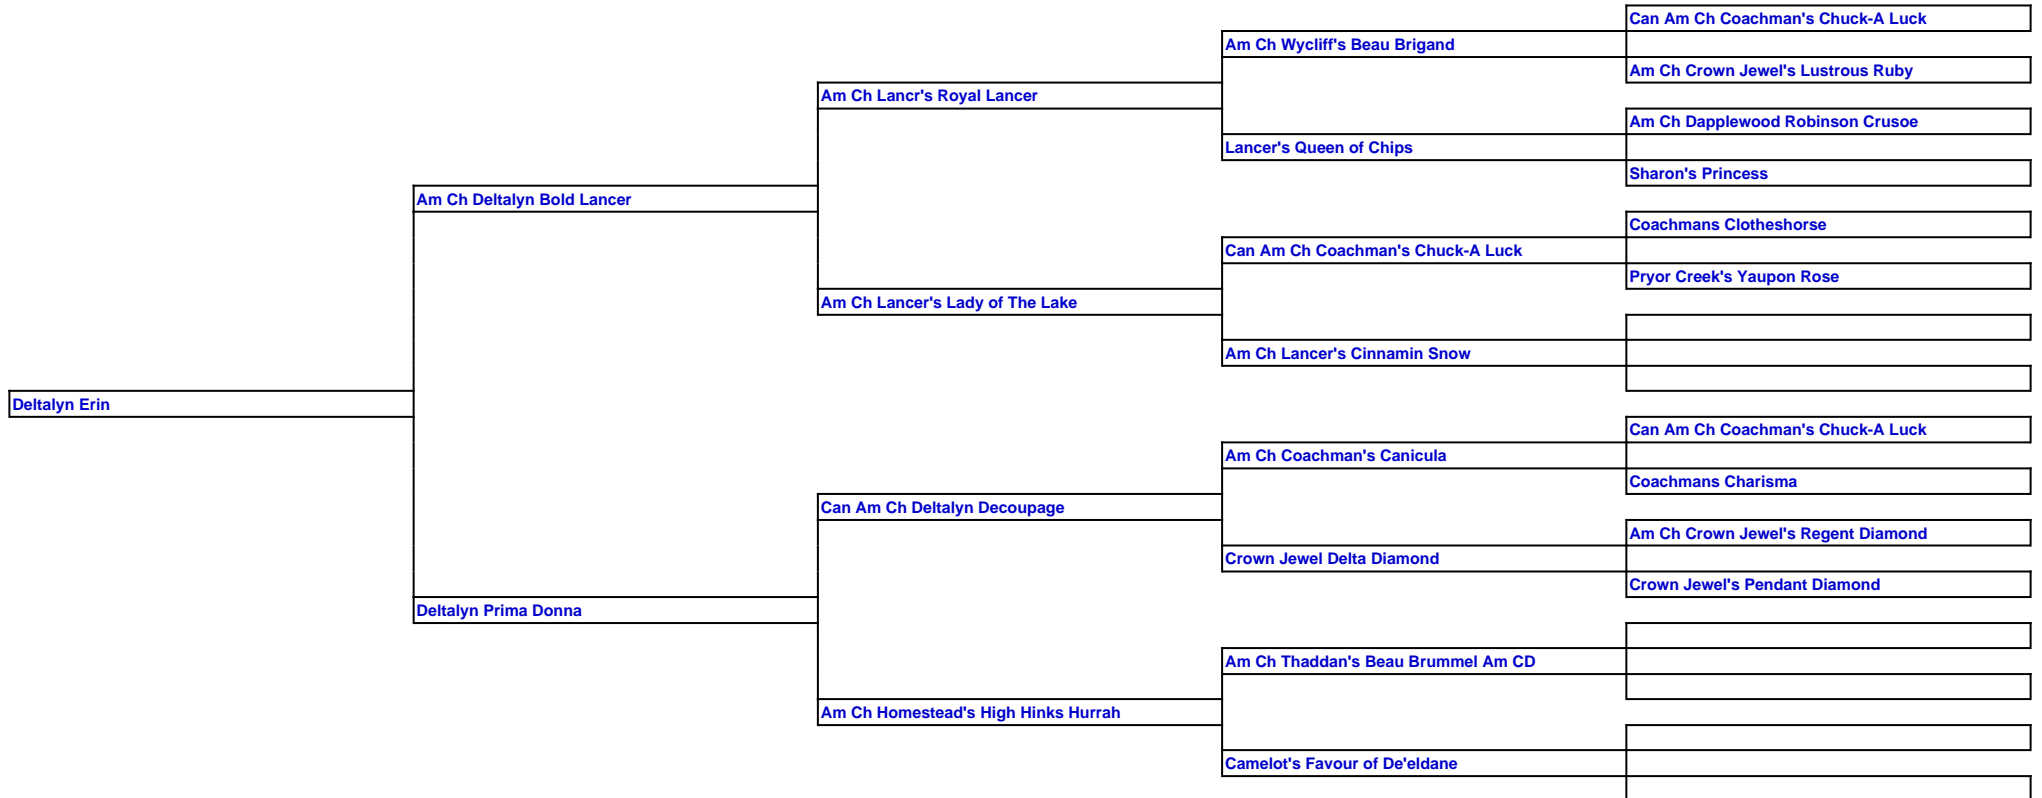 Can Am Ch Coachman's Chuck-A Luck
Am Ch Wycliff's Beau Brigand
Am Ch Crown Jewel's Lustrous Ruby
Am Ch Lancr's Royal Lancer
Am Ch Dapplewood Robinson Crusoe
Lancer's Queen of Chips
Sharon's Princess
Am Ch Deltalyn Bold Lancer
Coachmans Clotheshorse
Can Am Ch Coachman's Chuck-A Luck
Pryor Creek's Yaupon Rose
Am Ch Lancer's Lady of The Lake
Am Ch Lancer's Cinnamin Snow
Deltalyn Erin
Can Am Ch Coachman's Chuck-A Luck
Am Ch Coachman's Canicula
Coachmans Charisma
Can Am Ch Deltalyn Decoupage
Am Ch Crown Jewel's Regent Diamond
Crown Jewel Delta Diamond
Crown Jewel's Pendant Diamond
Deltalyn Prima Donna
Am Ch Thaddan's Beau Brummel Am CD
Am Ch Homestead's High Hinks Hurrah
Camelot's Favour of De'eldane